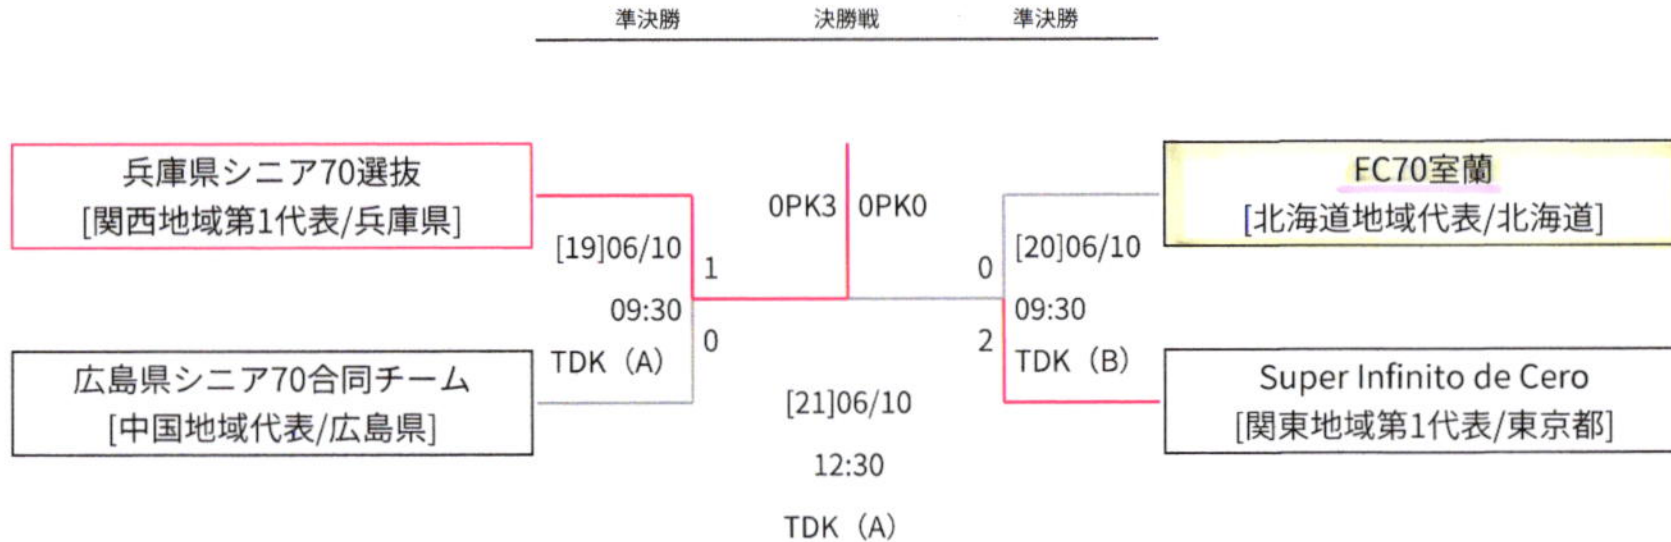 準決勝 決勝戦 準決勝
兵庫県シニア70選抜
[関西地域第1代表/兵庫県]
[19]06/10
09:30
TDK（A）
1
0
広島県シニア70合同チーム
[中国地域代表/広島県]
0PK3 0PK0
[21]06/10
12:30
TDK（A）
FC70室蘭
[北海道地域代表/北海道]
0
2
[20]06/10
09:30
TDK（B）
Super Infinito de Cero
[関東地域第1代表/東京都]